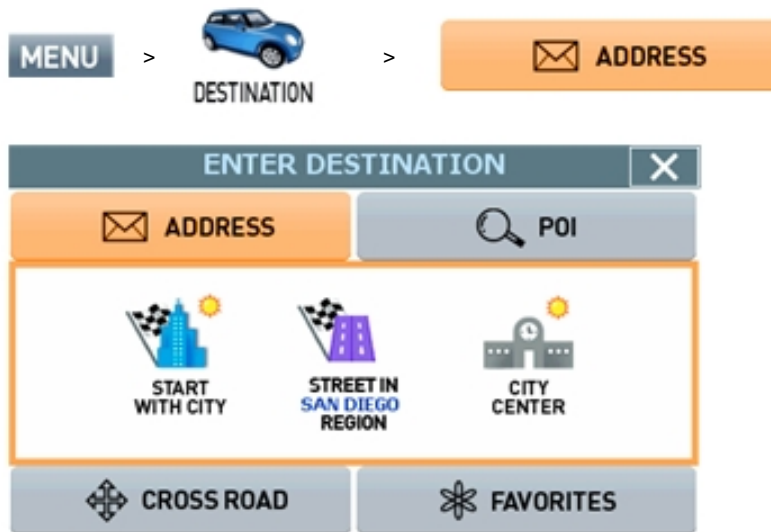 MENU > DESTINATION > ADDRESS
ENTER DESTINATION X
ADDRESS POI
START WITH CITY
STREET IN SAN DIEGO REGION
CITY CENTER
CROSS ROAD FAVORITES